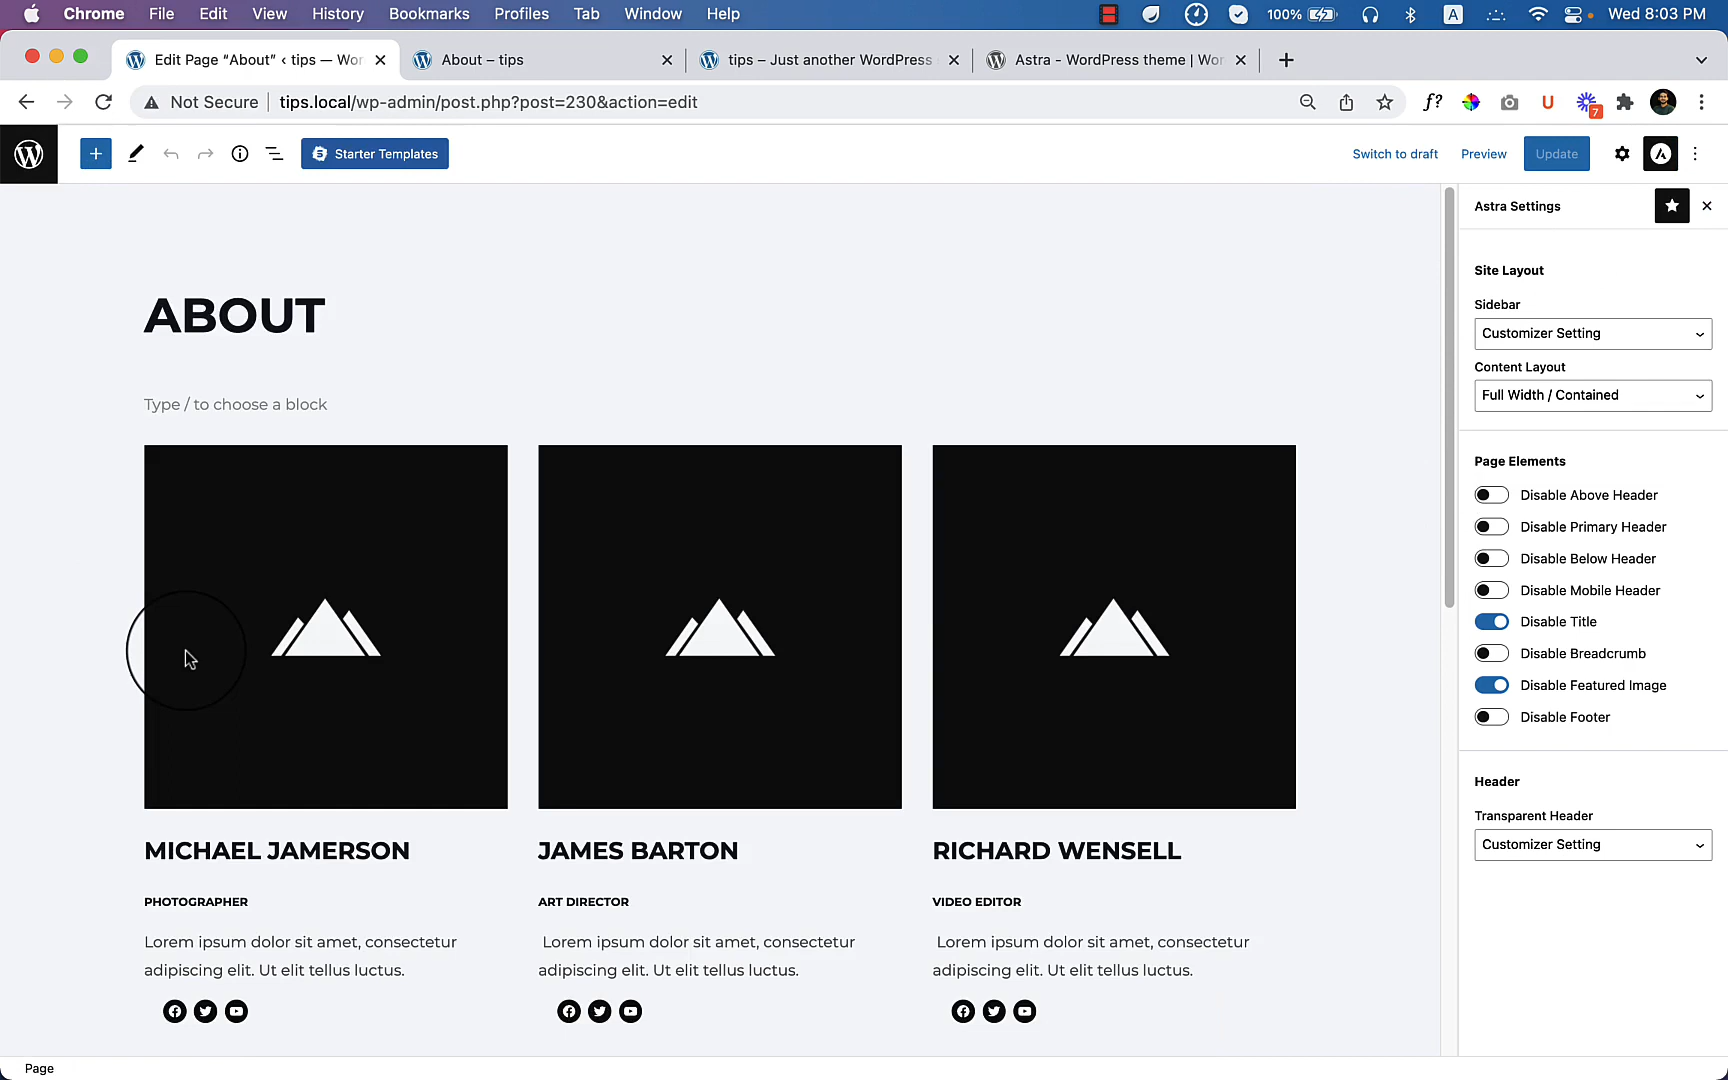 Chrome File Edit View History Bookmarks Profiles Tab Window Help 100% A Wed 8:03 PM
Edit Page “About” ‹ tips — Wor
About – tips
tips – Just another WordPress
Astra - WordPress theme | Wor
Not Secure tips.local/wp-admin/post.php?post=230&action=edit f? U 7
Starter Templates
Switch to draft Preview Update
Astra Settings
Site Layout
Sidebar
Customizer Setting
Content Layout
Full Width / Contained
Page Elements
Disable Above Header
Disable Primary Header
Disable Below Header
Disable Mobile Header
Disable Title
Disable Breadcrumb
Disable Featured Image
Disable Footer
Header
Transparent Header
Customizer Setting
ABOUT
Type / to choose a block
MICHAEL JAMERSON
PHOTOGRAPHER
Lorem ipsum dolor sit amet, consectetur
adipiscing elit. Ut elit tellus luctus.
JAMES BARTON
ART DIRECTOR
Lorem ipsum dolor sit amet, consectetur
adipiscing elit. Ut elit tellus luctus.
RICHARD WENSELL
VIDEO EDITOR
Lorem ipsum dolor sit amet, consectetur
adipiscing elit. Ut elit tellus luctus.
Page